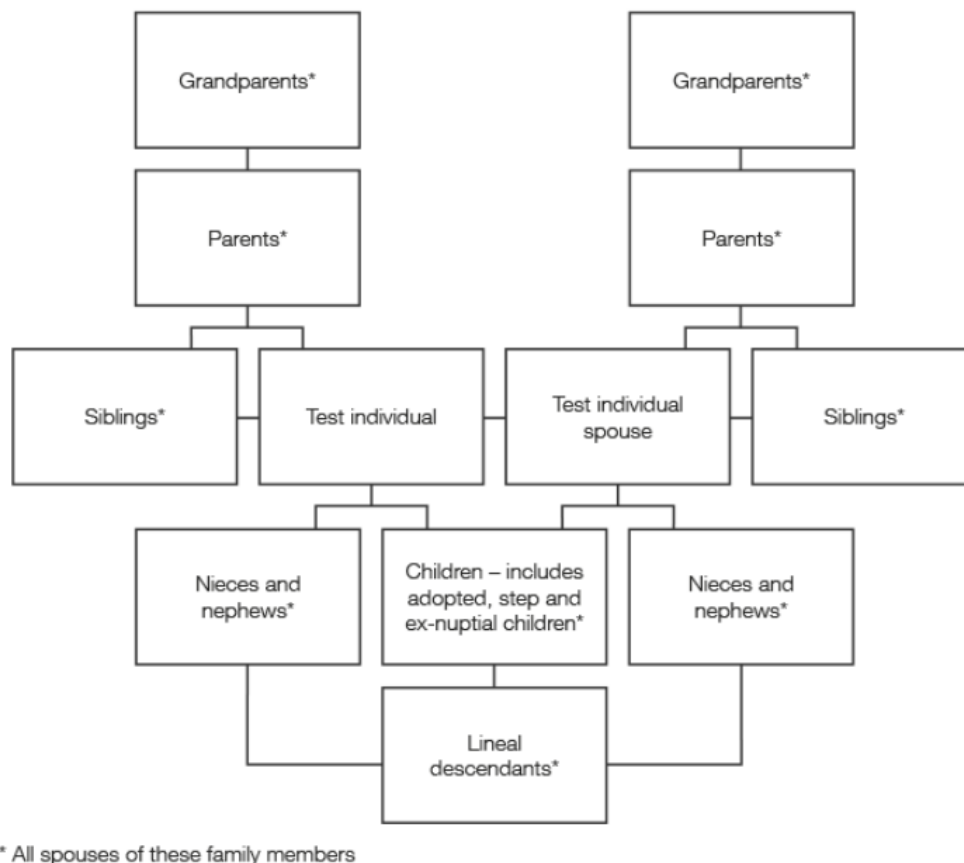 Grandparents*
Grandparents*
Parents*
Parents*
Siblings*
Test individual
Test individual
spouse
Siblings*
Nieces and
nephews*
Children – includes
adopted, step and
ex-nuptial children*
Nieces and
nephews*
Lineal
descendants*
* All spouses of these family members